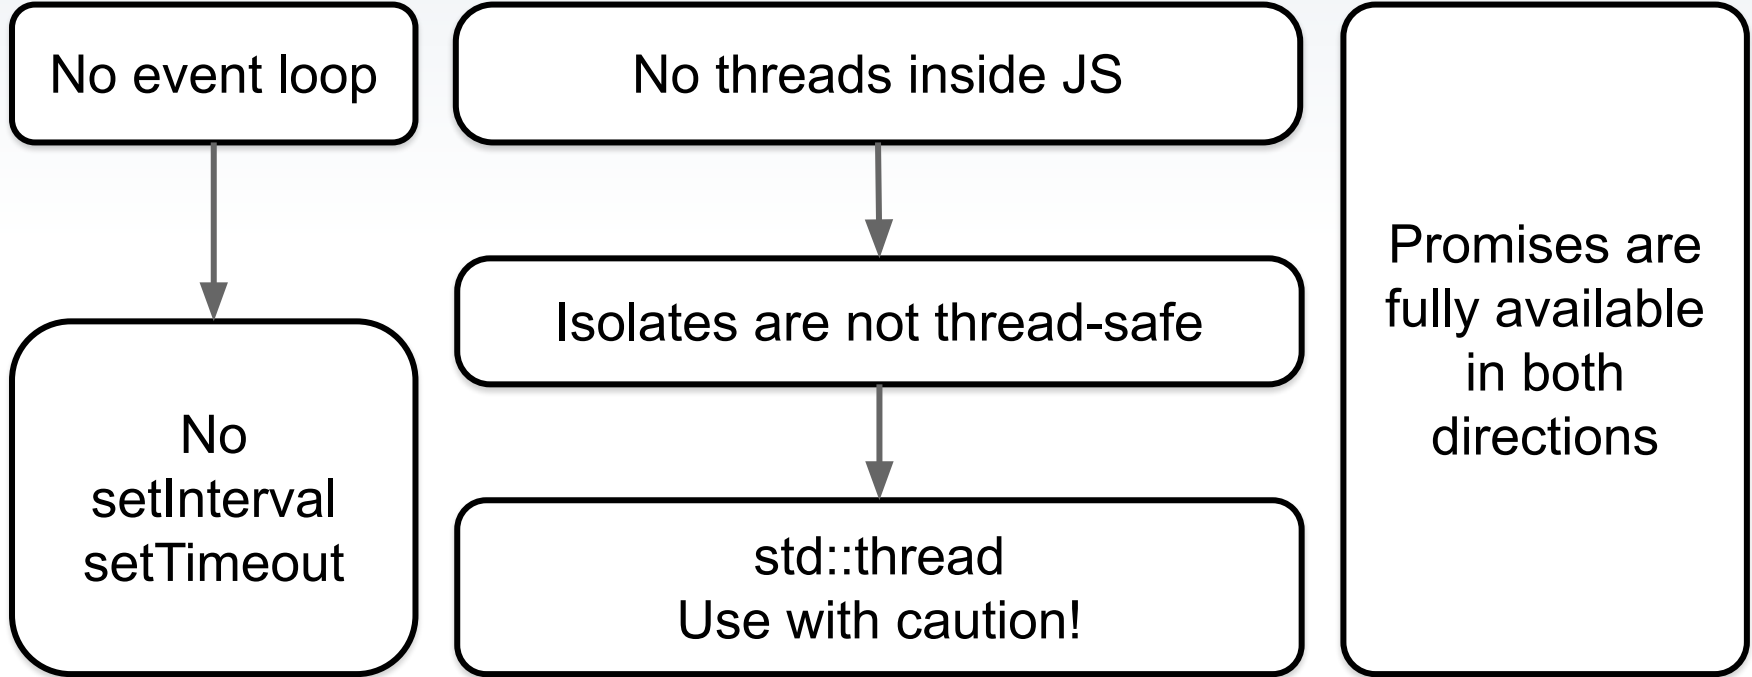 No event loop
No
setInterval
setTimeout
No threads inside JS
Isolates are not thread-safe
std::thread
Use with caution!
Promises are
fully available
in both
directions